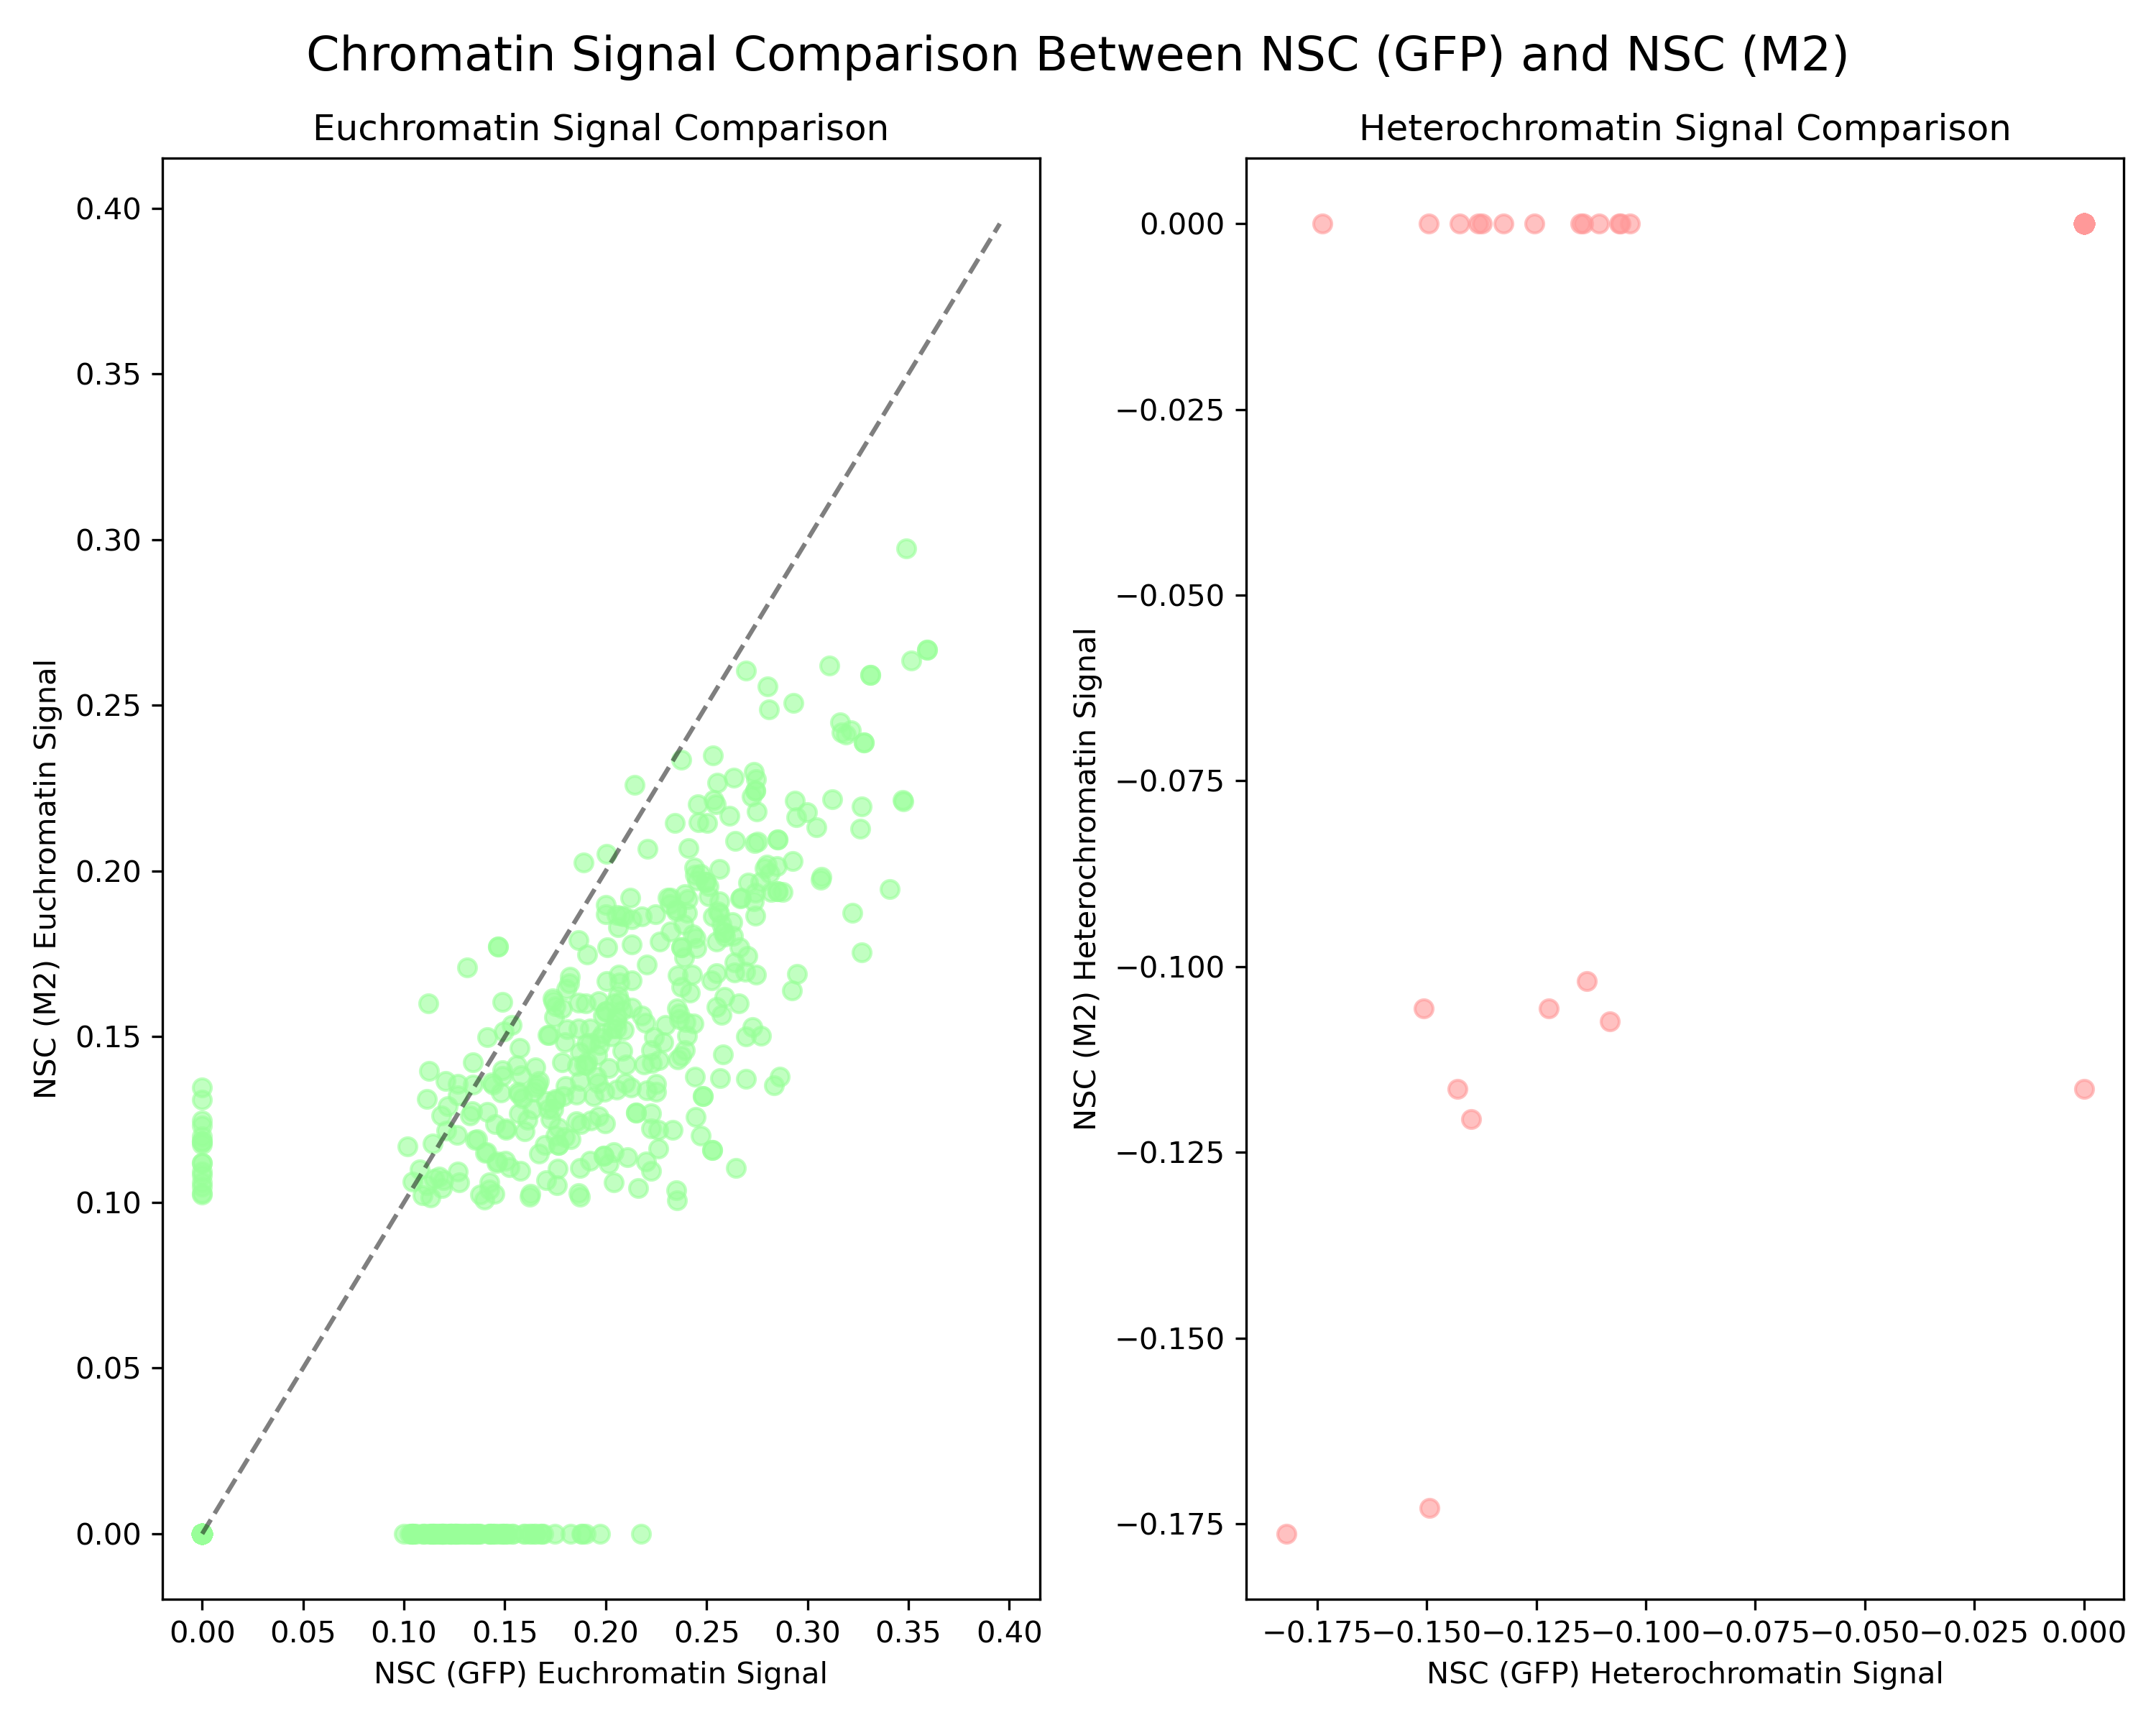 Chromatin Signal Comparison Between NSC (GFP) and NSC (M2)
Euchromatin Signal Comparison
0.40
0.35
0.30
0.25
0.20
0.15
0.10
0.05
0.00
NSC (M2) Euchromatin Signal
0.00 0.05 0.10 0.15 0.20 0.25 0.30 0.35 0.40
NSC (GFP) Euchromatin Signal
Heterochromatin Signal Comparison
0.000
−0.025
−0.050
−0.075
−0.100
−0.125
−0.150
−0.175
NSC (M2) Heterochromatin Signal
−0.175 −0.150 −0.125 −0.100 −0.075 −0.050 −0.025 0.000
NSC (GFP) Heterochromatin Signal